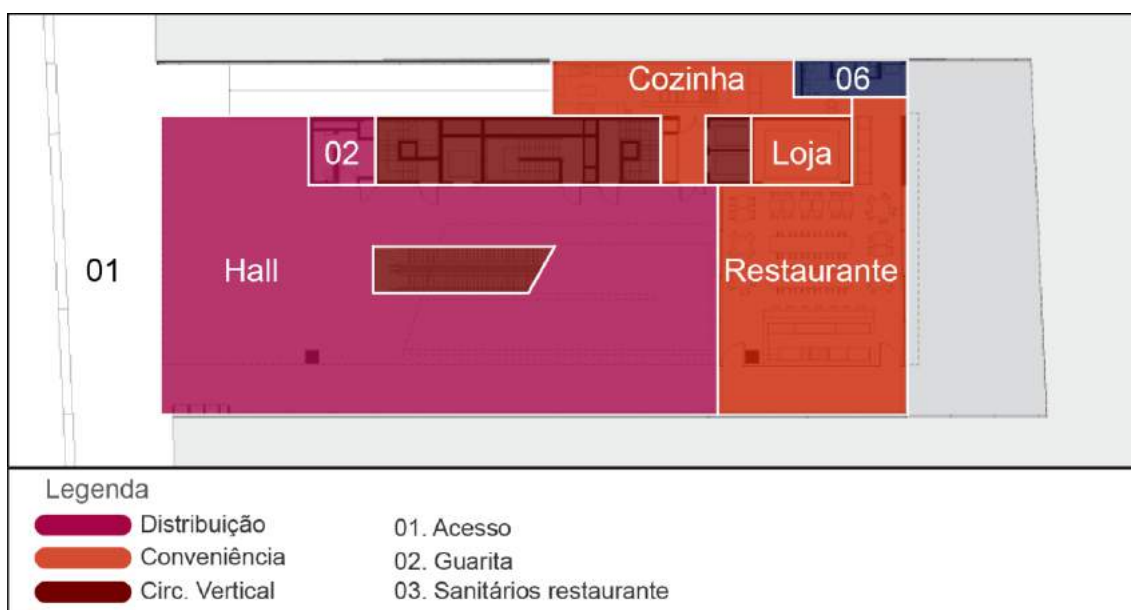 Cozinha
06
02
Loja
01
Hall
Restaurante
Legenda
Distribuição
01. Acesso
Conveniência
02. Guarita
Circ. Vertical
03. Sanitários restaurante